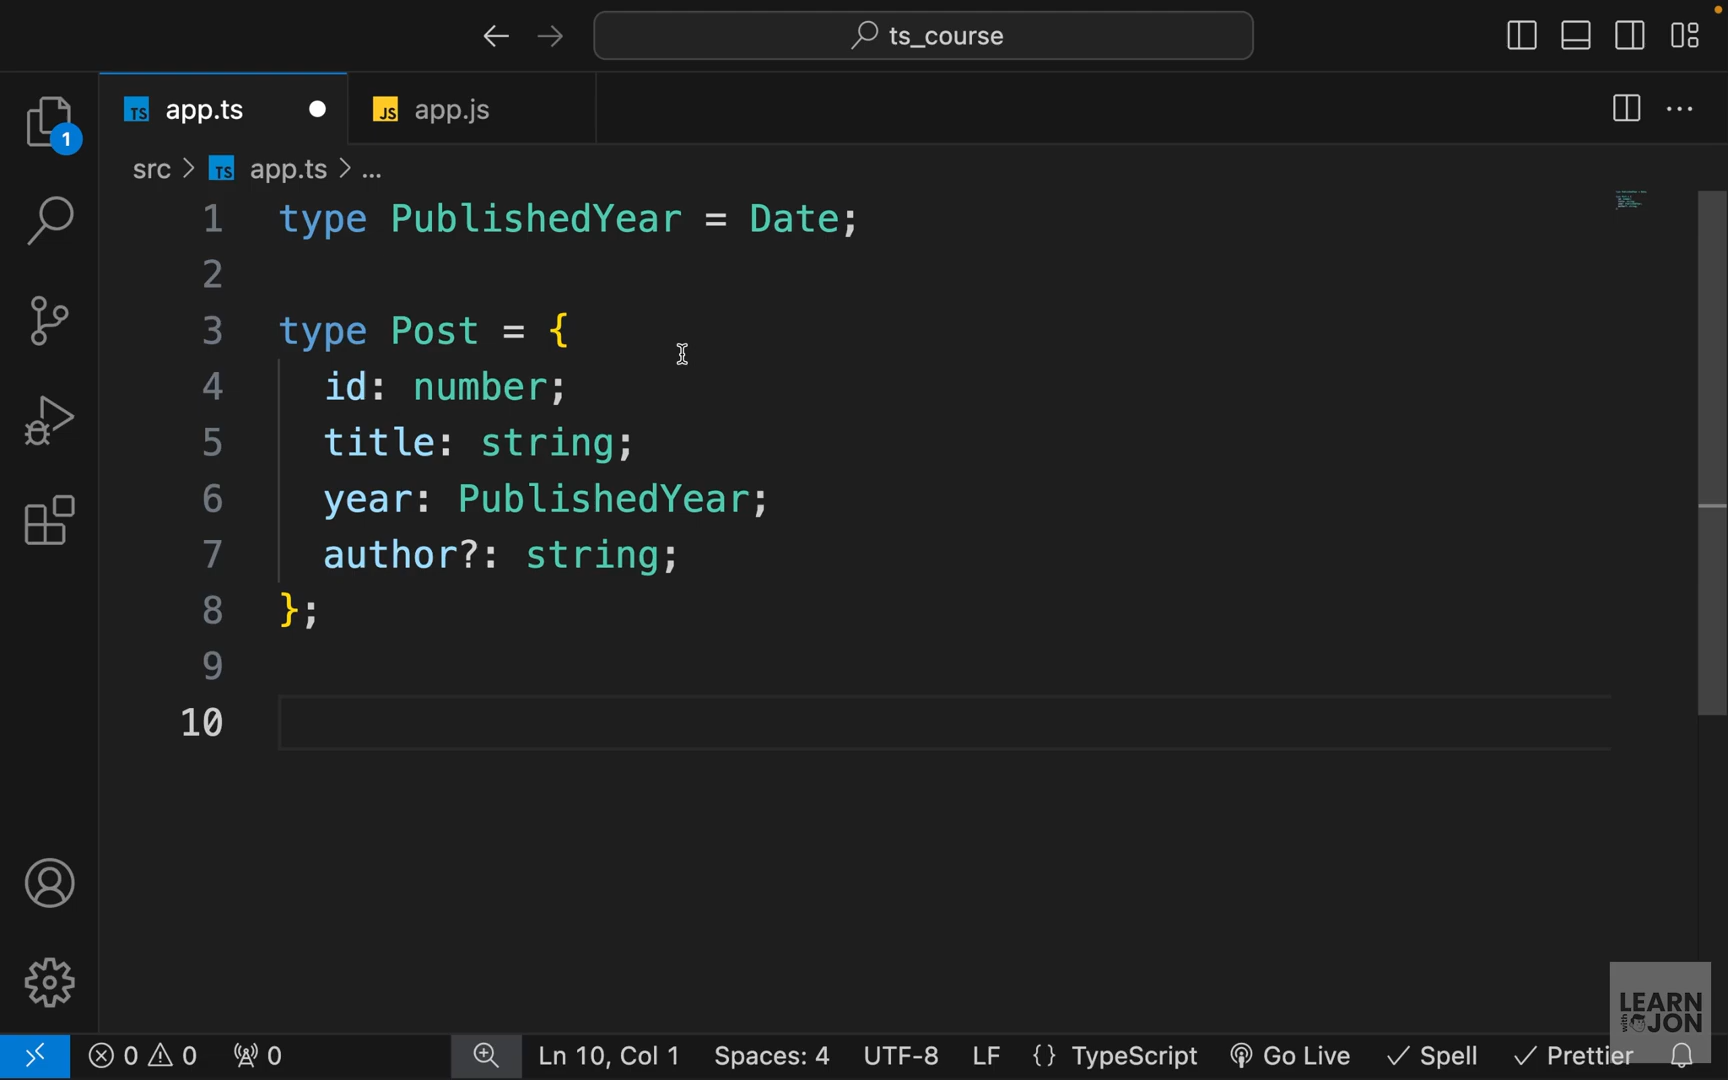 ts_course
app.ts
app.js
src > app.ts > ...
1 type PublishedYear = Date;
2
3 type Post = {
4 id: number;
5 title: string;
6 year: PublishedYear;
7 author?: string;
8 };
9
10
1
LEARN
with
JON
0 0 0 Ln 10, Col 1 Spaces: 4 UTF-8 LF {} TypeScript Go Live Spell Prettier